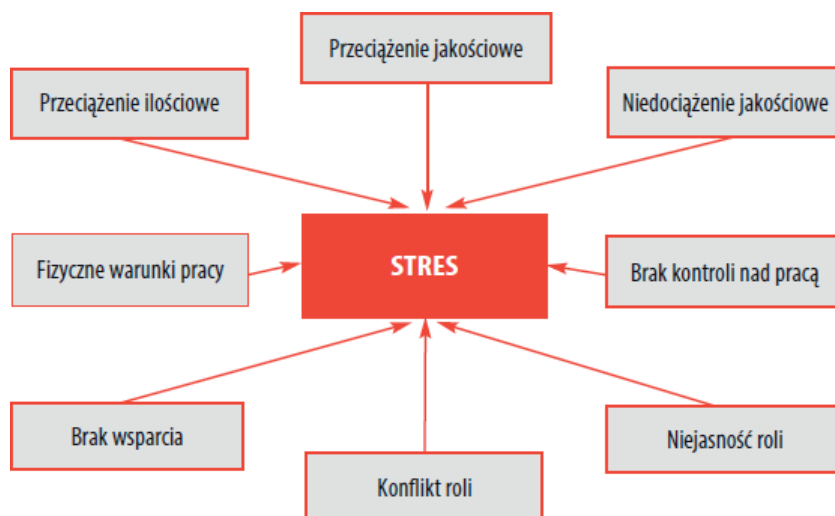 Przeciążenie jakościowe
Przeciążenie ilościowe
Niedociążenie jakościowe
Fizyczne warunki pracy
STRES
Brak kontroli nad pracą
Brak wsparcia
Niejasność roli
Konflikt roli